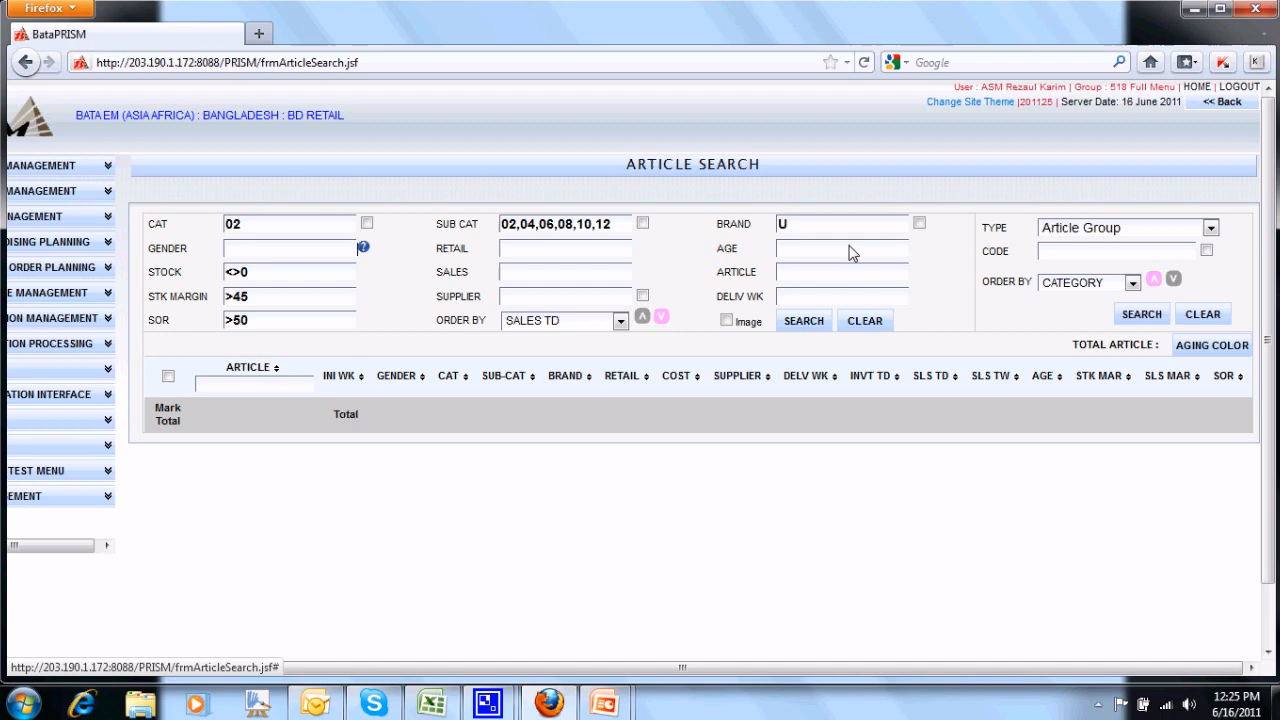 Firefox
BataPRISM
http://203.190.1.172:8088/PRISM/frmArticleSearch.jsf
Google
User : ASM Rezaul Karim | Group : 518 Full Menu | HOME | LOGOUT
Change Site Theme |201125 | Server Date: 16 June 2011 << Back
BATA EM (ASIA AFRICA) : BANGLADESH : BD RETAIL
MANAGEMENT
MANAGEMENT
NAGEMENT
DISING PLANNING
ORDER PLANNING
E MANAGEMENT
ION MANAGEMENT
TION PROCESSING
ATION INTERFACE
TEST MENU
EMENT
ARTICLE SEARCH
CAT 02 SUB CAT 02,04,06,08,10,12 BRAND U
GENDER RETAIL AGE
STOCK <>0 SALES ARTICLE
STK MARGIN >45 SUPPLIER DELIV WK
SOR >50 ORDER BY SALES TD Image SEARCH CLEAR
TYPE Article Group
CODE
ORDER BY CATEGORY
SEARCH CLEAR
TOTAL ARTICLE : AGING COLOR
ARTICLE INI WK GENDER CAT SUB-CAT BRAND RETAIL COST SUPPLIER DELV WK INVT TD SLS TD SLS TW AGE STK MAR SLS MAR SOR
Mark Total Total
http://203.190.1.172:8088/PRISM/frmArticleSearch.jsf#
12:25 PM
6/16/2011